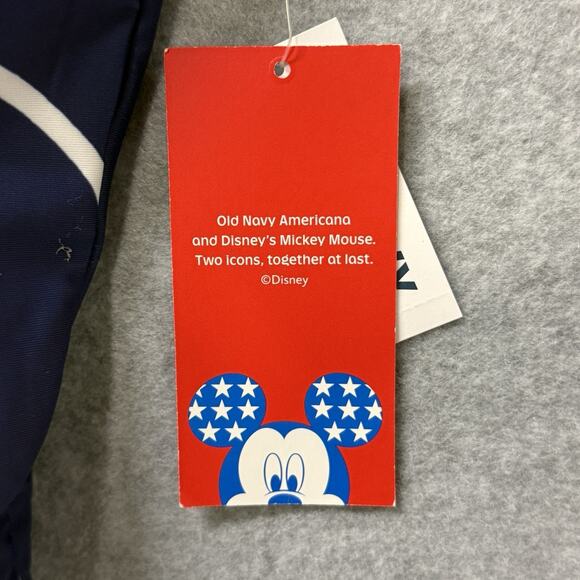 Old Navy Americana
and Disney's Mickey Mouse.
Two icons, together at last.
©Disney